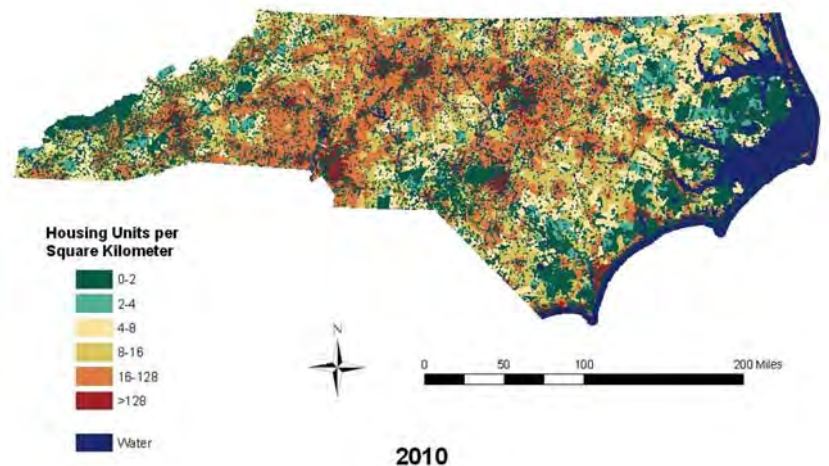 Housing Units per
Square Kilometer
0-2
2-4
4-8
8-16
16-128
>128
Water
N
0 50 100 200 Miles
2010